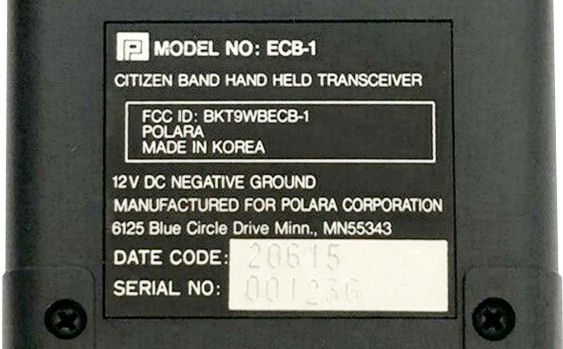 P MODEL NO: ECB-1
CITIZEN BAND HAND HELD TRANSCEIVER
FCC ID: BKT9WBECB-1
POLARA
MADE IN KOREA
12V DC NEGATIVE GROUND
MANUFACTURED FOR POLARA CORPORATION
6125 Blue Circle Drive Minn., MN55343
DATE CODE: 20615
SERIAL NO: 001236